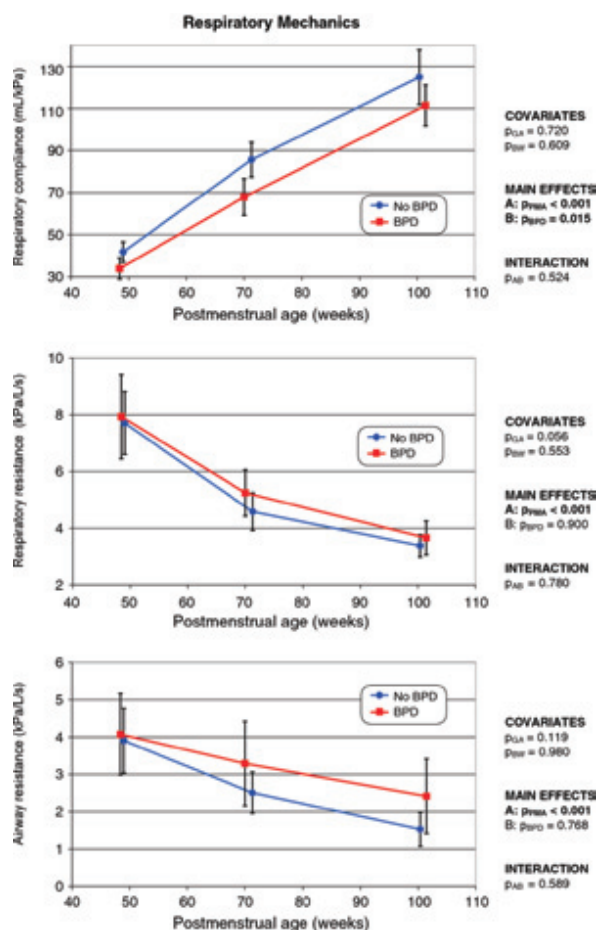 Respiratory Mechanics
Respiratory compliance (mL/kPa)
130
110
90
70
50
30
No BPD
BPD
40 50 60 70 80 90 100 110
Postmenstrual age (weeks)
COVARIATES
pGA = 0.720
pBW = 0.609
MAIN EFFECTS
A: pPMA < 0.001
B: pBPD = 0.015
INTERACTION
pAB = 0.524
Respiratory resistance (kPa/L/s)
10
8
6
4
2
No BPD
BPD
40 50 60 70 80 90 100 110
Postmenstrual age (weeks)
COVARIATES
pGA = 0.056
pBW = 0.553
MAIN EFFECTS
A: pPMA < 0.001
B: pBPD = 0.900
INTERACTION
pAB = 0.780
Airway resistance (kPa/L/s)
6
5
4
3
2
1
0
No BPD
BPD
40 50 60 70 80 90 100 110
Postmenstrual age (weeks)
COVARIATES
pGA = 0.119
pBW = 0.980
MAIN EFFECTS
A: pPMA < 0.001
B: pBPD = 0.768
INTERACTION
pAB = 0.589